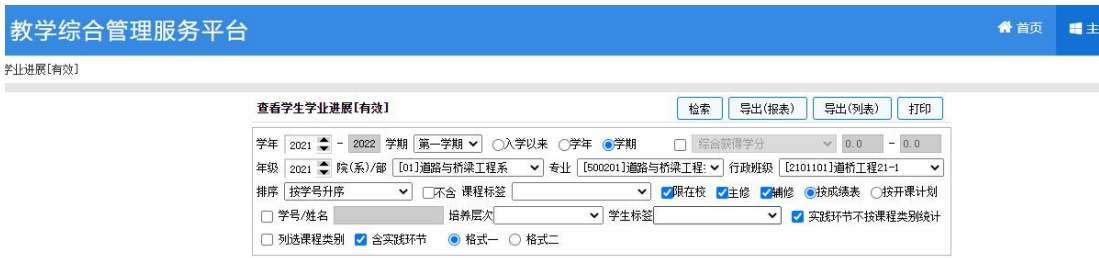 教学综合管理服务平台 首页 主
学业进展[有效]
查看学生学业进展[有效] 检索 导出(报表) 导出(列表) 打印
学年 2021 - 2022 学期 第一学期 入学以来 学年 学期 综合获得学分 0.0 - 0.0
年级 2021 院(系)/部 [01]道路与桥梁工程系 专业 [500201]道路与桥梁工程: 行政班级 [2101101]道桥工程21-1
排序 按学号升序 不含 课程标签 限在校 主修 辅修 按成绩表 按开课计划
学号/姓名 培养层次 学生标签 实践环节不按课程类别统计
列选课程类别 含实践环节 格式一 格式二